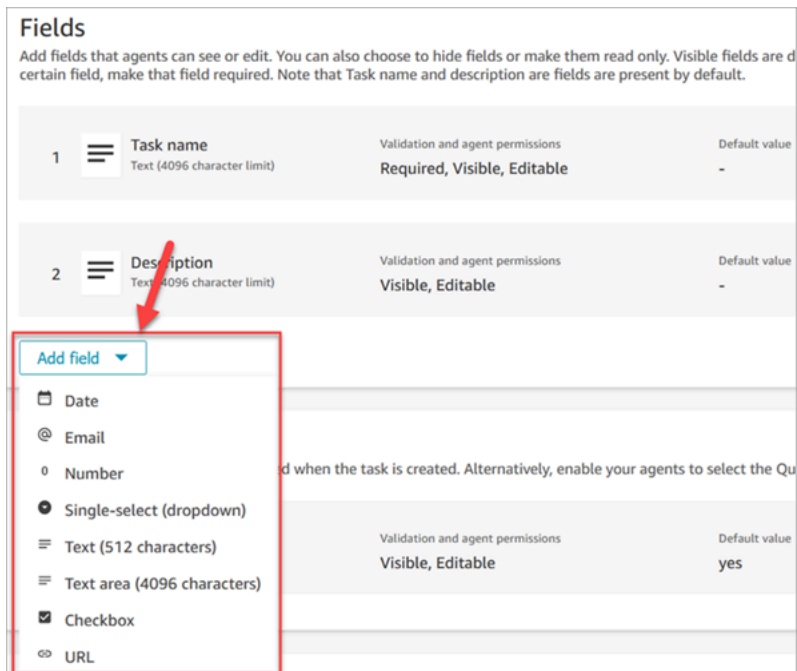 Fields
Add fields that agents can see or edit. You can also choose to hide fields or make them read only. Visible fields are d
certain field, make that field required. Note that Task name and description are fields are present by default.
1
Task name
Text (4096 character limit)
Validation and agent permissions
Required, Visible, Editable
Default value
-
2
Description
Text (4096 character limit)
Validation and agent permissions
Visible, Editable
Default value
-
Add field
Date
Email
0 Number
Single-select (dropdown)
Text (512 characters)
Text area (4096 characters)
Checkbox
URL
d when the task is created. Alternatively, enable your agents to select the Qu
Validation and agent permissions
Visible, Editable
Default value
yes